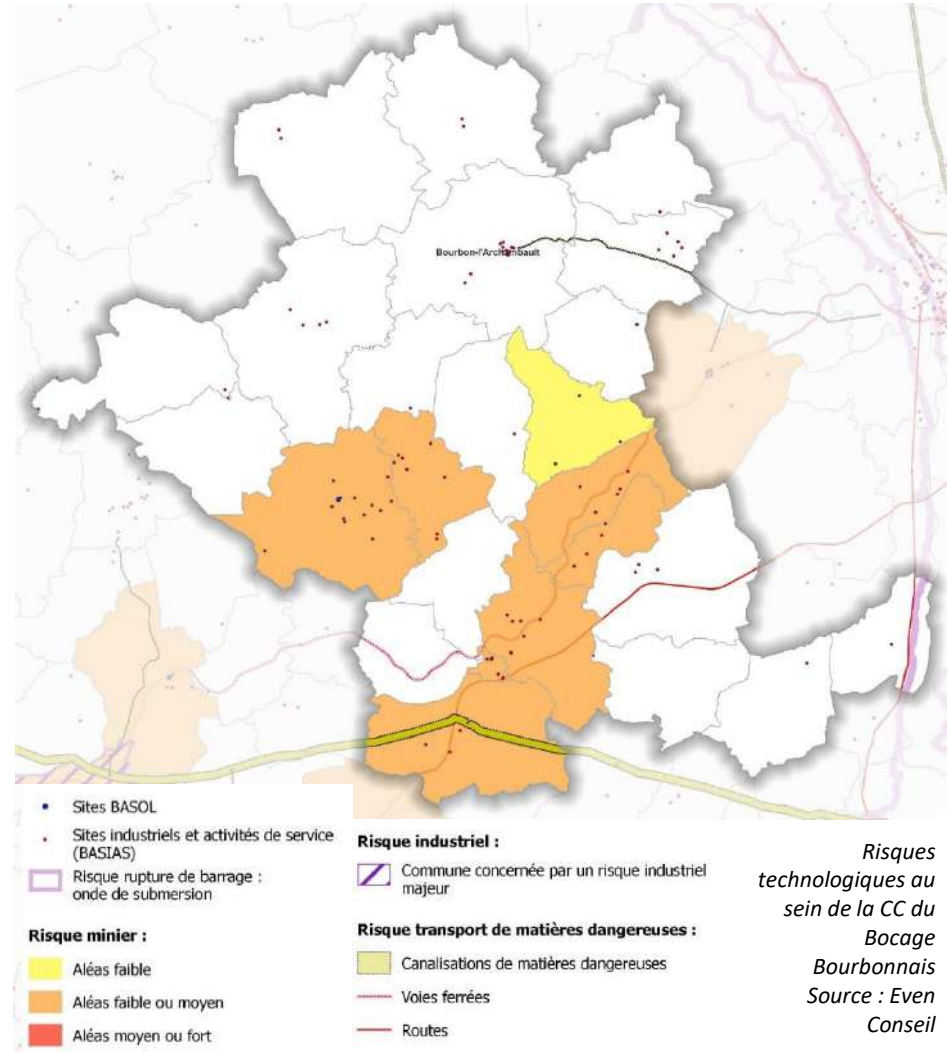 Bourbon-l'Archambault
Sites BASOL
Sites industriels et activités de service
(BASIAS)
Risque rupture de barrage :
onde de submersion
Risque minier :
Aléas faible
Aléas faible ou moyen
Aléas moyen ou fort
Risque industriel :
Commune concernée par un risque industriel
majeur
Risque transport de matières dangereuses :
Canalisations de matières dangereuses
Voies ferrées
Routes
Risques
technologiques au
sein de la CC du
Bocage
Bourbonnais
Source : Even
Conseil